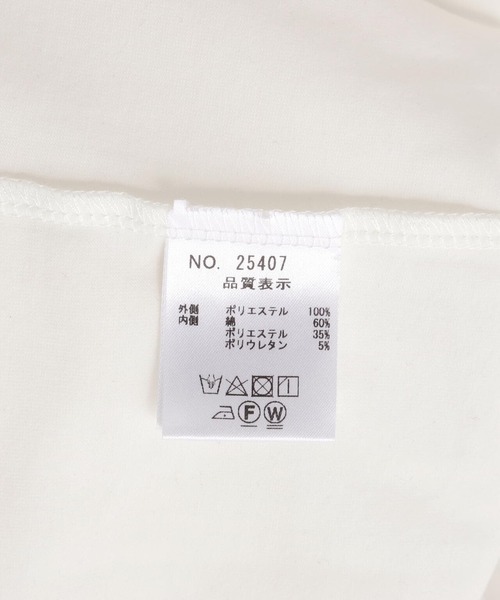 NO. 25407
品質表示
外側 ポリエステル 100%
内側 綿 60%
ポリエステル 35%
ポリウレタン 5%
F W